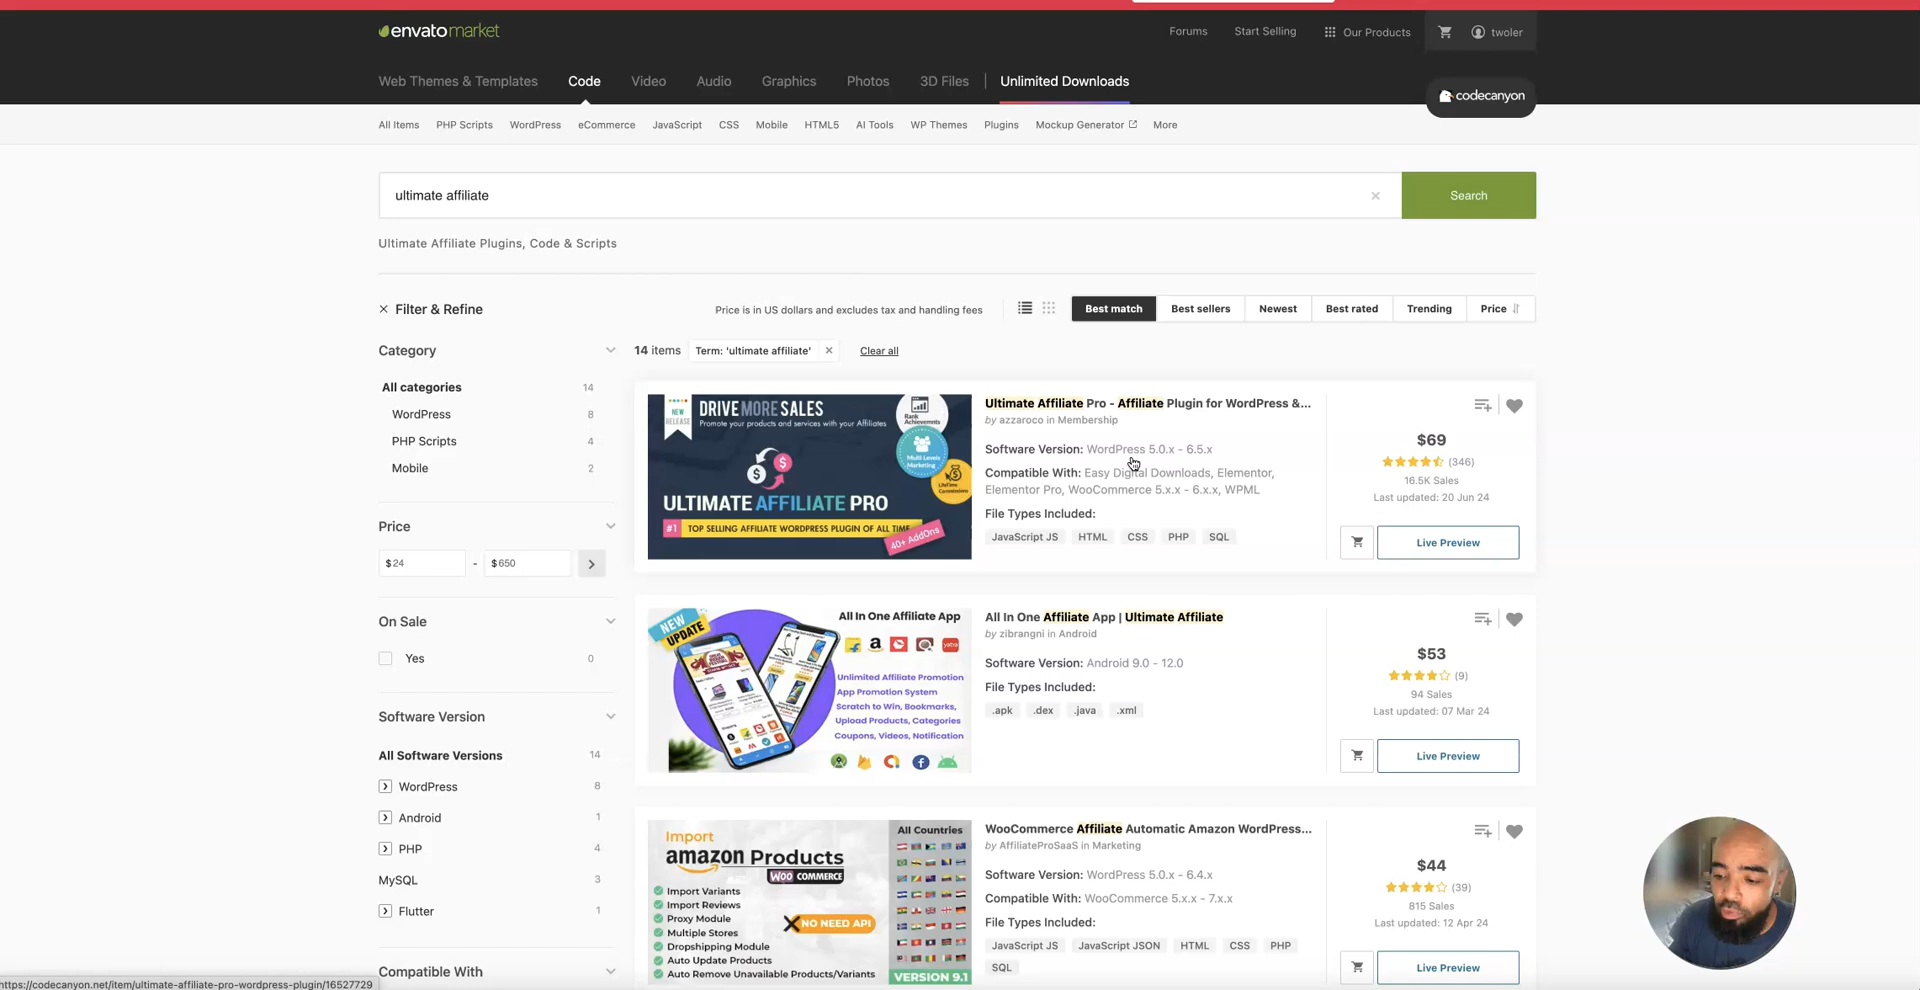 envatomarket
Forums
Start Selling
Our Products
twoler
Web Themes & Templates
Code
Video
Audio
Graphics
Photos
3D Files
Unlimited Downloads
codecanyon
All Items
PHP Scripts
WordPress
eCommerce
JavaScript
CSS
Mobile
HTML5
AI Tools
WP Themes
Plugins
Mockup Generator
More
ultimate affiliate
Search
Ultimate Affiliate Plugins, Code & Scripts
Filter & Refine
Price is in US dollars and excludes tax and handling fees
Best match
Best sellers
Newest
Best rated
Trending
Price
Category
All categories 14
WordPress 8
PHP Scripts 4
Mobile 2
Price
$24 - $650
On Sale
Yes 0
Software Version
All Software Versions 14
WordPress 8
Android 1
PHP 4
MySQL 3
Flutter 1
Compatible With
14 items
Term: 'ultimate affiliate'
Clear all
NEW
RELEASE
DRIVE MORE SALES
Promote your products and services with your Affiliates
Rank
Achievemnts
Multi Levels
Marketing
LifeTime
Commissions
ULTIMATE AFFILIATE PRO
#1 TOP SELLING AFFILIATE WORDPRESS PLUGIN OF ALL TIME
40+ AddOns
Ultimate Affiliate Pro - Affiliate Plugin for WordPress &...
by azzaroco in Membership
Software Version: WordPress 5.0.x - 6.5.x
Compatible With: Easy Digital Downloads, Elementor,
Elementor Pro, WooCommerce 5.x.x - 6.x.x, WPML
File Types Included:
JavaScript JS
HTML
CSS
PHP
SQL
$69
(346)
16.5K Sales
Last updated: 20 Jun 24
Live Preview
NEW
UPDATE
All In One Affiliate App
Unlimited Affiliate Promotion
App Promotion System
Scratch to Win, Bookmarks,
Upload Products, Categories
Coupons, Videos, Notification
All In One Affiliate App | Ultimate Affiliate
by zibrangni in Android
Software Version: Android 9.0 - 12.0
File Types Included:
.apk
.dex
.java
.xml
$53
(9)
94 Sales
Last updated: 07 Mar 24
Live Preview
Import
amazon Products
WOO COMMERCE
Import Variants
Import Reviews
Proxy Module
Multiple Stores
Dropshipping Module
Auto Update Products
Auto Remove Unavailable Products/Variants
NO NEED API
All Countries
VERSION 9.1
WooCommerce Affiliate Automatic Amazon WordPress...
by AffiliateProSaaS in Marketing
Software Version: WordPress 5.0.x - 6.4.x
Compatible With: WooCommerce 5.x.x - 7.x.x
File Types Included:
JavaScript JS
JavaScript JSON
HTML
CSS
PHP
SQL
$44
(39)
815 Sales
Last updated: 12 Apr 24
Live Preview
https://codecanyon.net/item/ultimate-affiliate-pro-wordpress-plugin/16527729